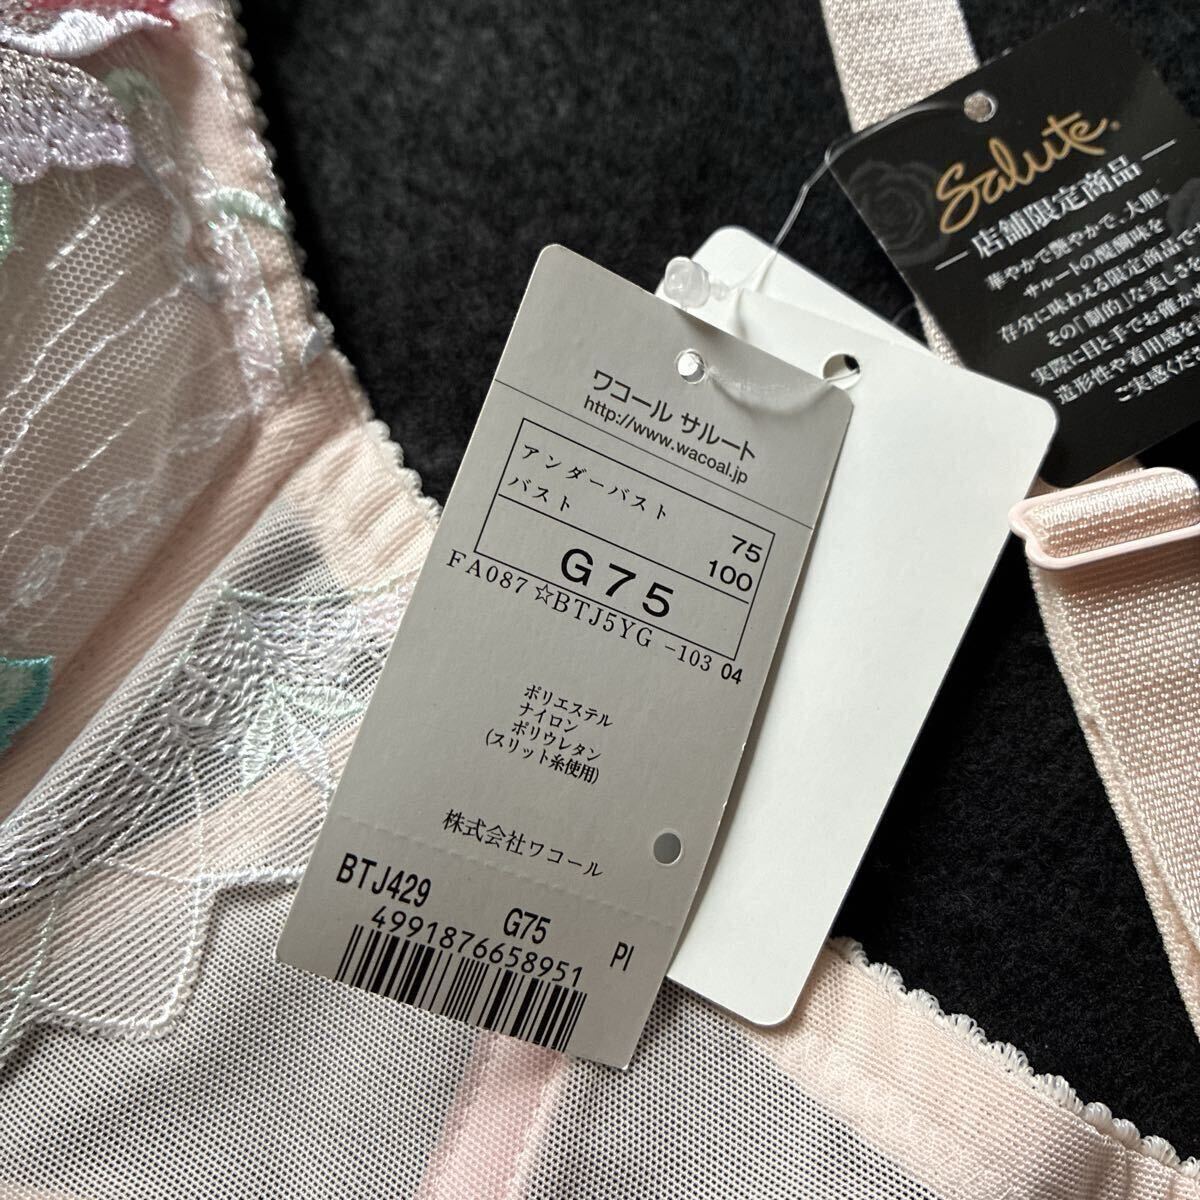 Salute®
店舗限定商品
華やかで艶やかで、大胆。
サルートの醍醐味を
存分に味わえる限定商品です
その「劇的」な美しさを
実際に目と手でも確か
造形性や着用感を
ご実感くだ
ワコール サルート
http://www.wacoal.jp
アンダーバスト 75
バスト 100
G75
FA087☆BTJ5YG -103 04
ポリエステル
ナイロン
ポリウレタン
(スリット糸使用)
株式会社ワコール
BTJ429 G75 PI
4991876658951